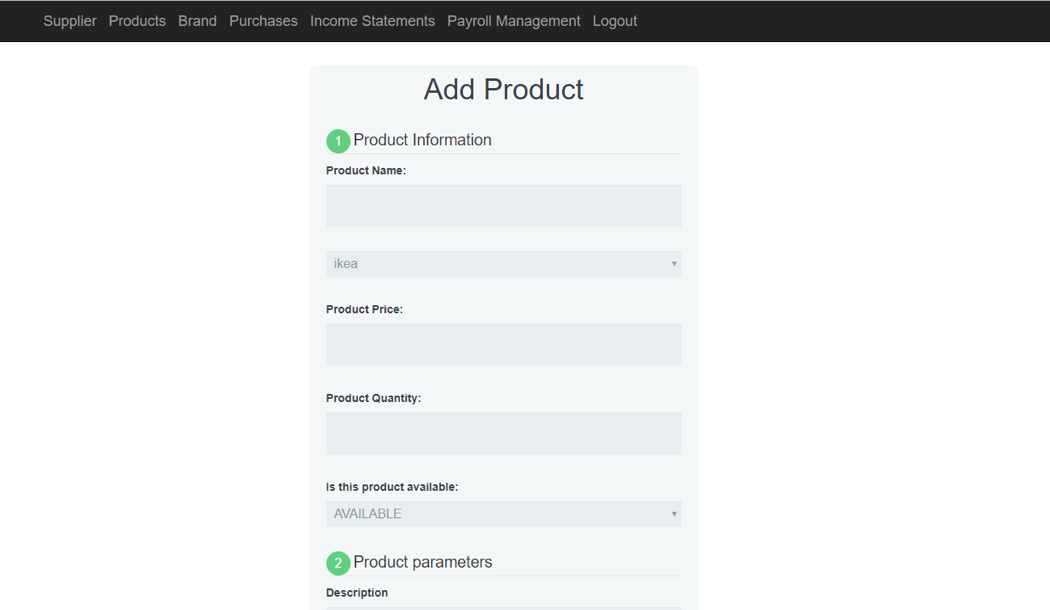 Supplier Products Brand Purchases Income Statements Payroll Management Logout
Add Product
1 Product Information
Product Name:
ikea
Product Price:
Product Quantity:
Is this product available:
AVAILABLE
2 Product parameters
Description